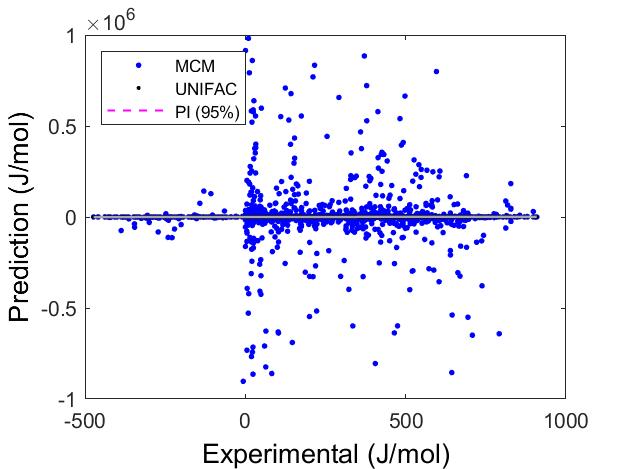 ×10^6
1
0.5
0
-0.5
-1
Prediction (J/mol)
MCM
UNIFAC
PI (95%)
-500 0 500 1000
Experimental (J/mol)